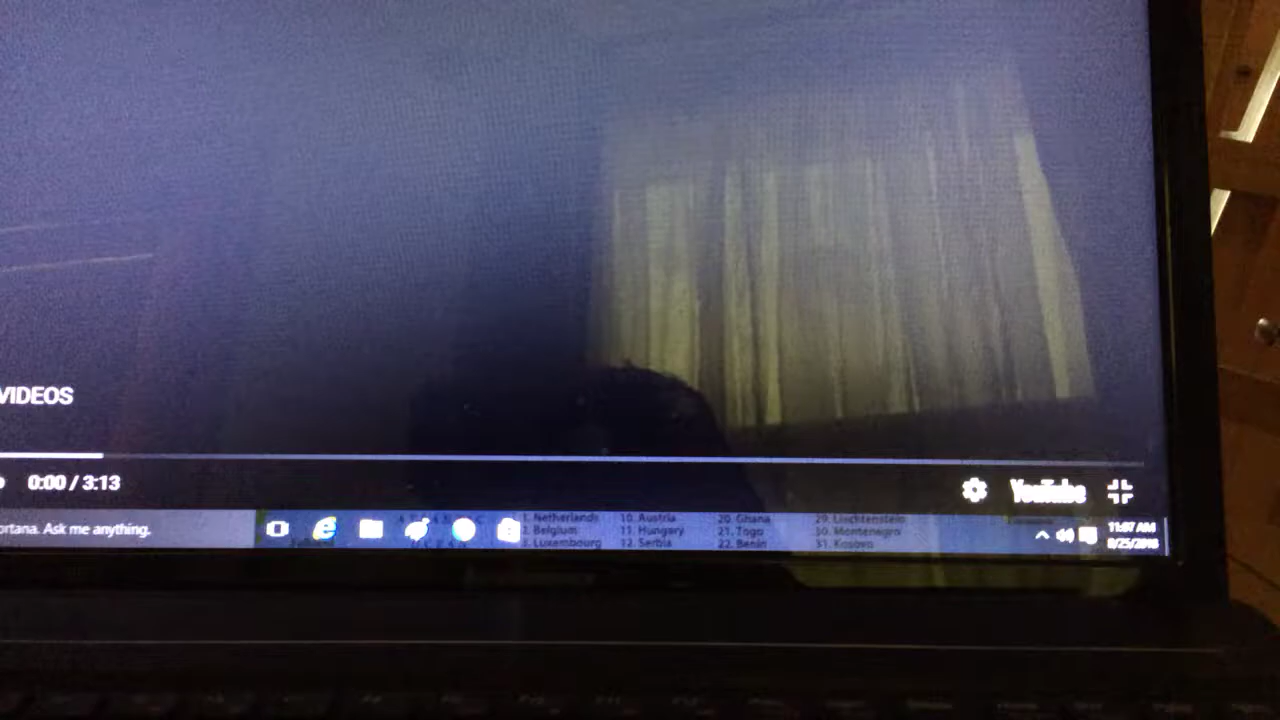 VIDEOS
0:00 / 3:13
YouTube
ortana. Ask me anything.
1. Netherlands 10. Austria 20. Ghana 29. Liechtenstein
2. Belgium 11. Hungary 21. Togo 30. Montenegro
3. Luxembourg 12. Serbia 22. Benin 31. Kosovo
11:07 AM
8/25/2016